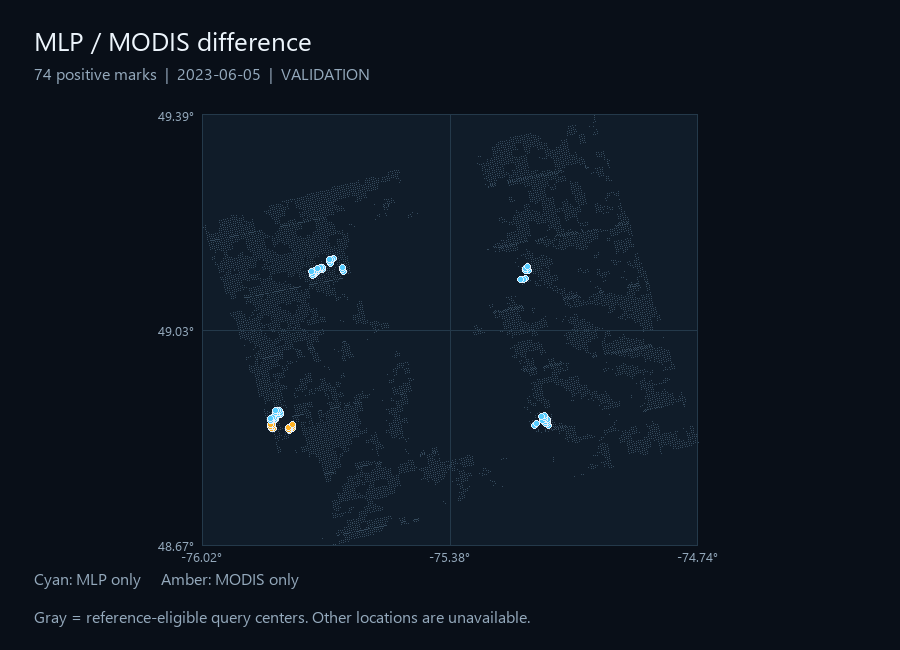 MLP / MODIS difference
74 positive marks | 2023-06-05 | VALIDATION
49.39°
49.03°
48.67°
-76.02° -75.38° -74.74°
Cyan: MLP only Amber: MODIS only
Gray = reference-eligible query centers. Other locations are unavailable.